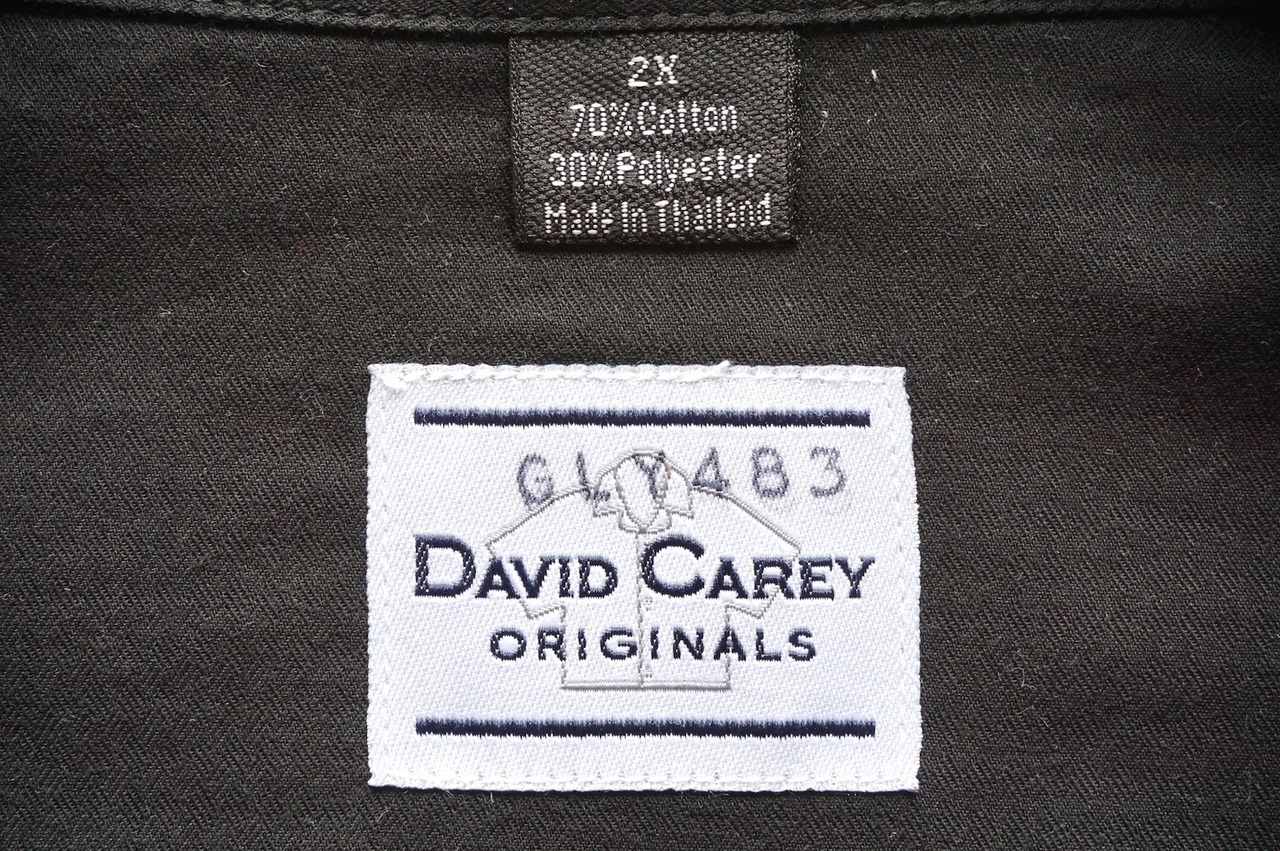 2X
70%Cotton
30%Polyester
Made In Thailand
GLY483
DAVID CAREY
ORIGINALS